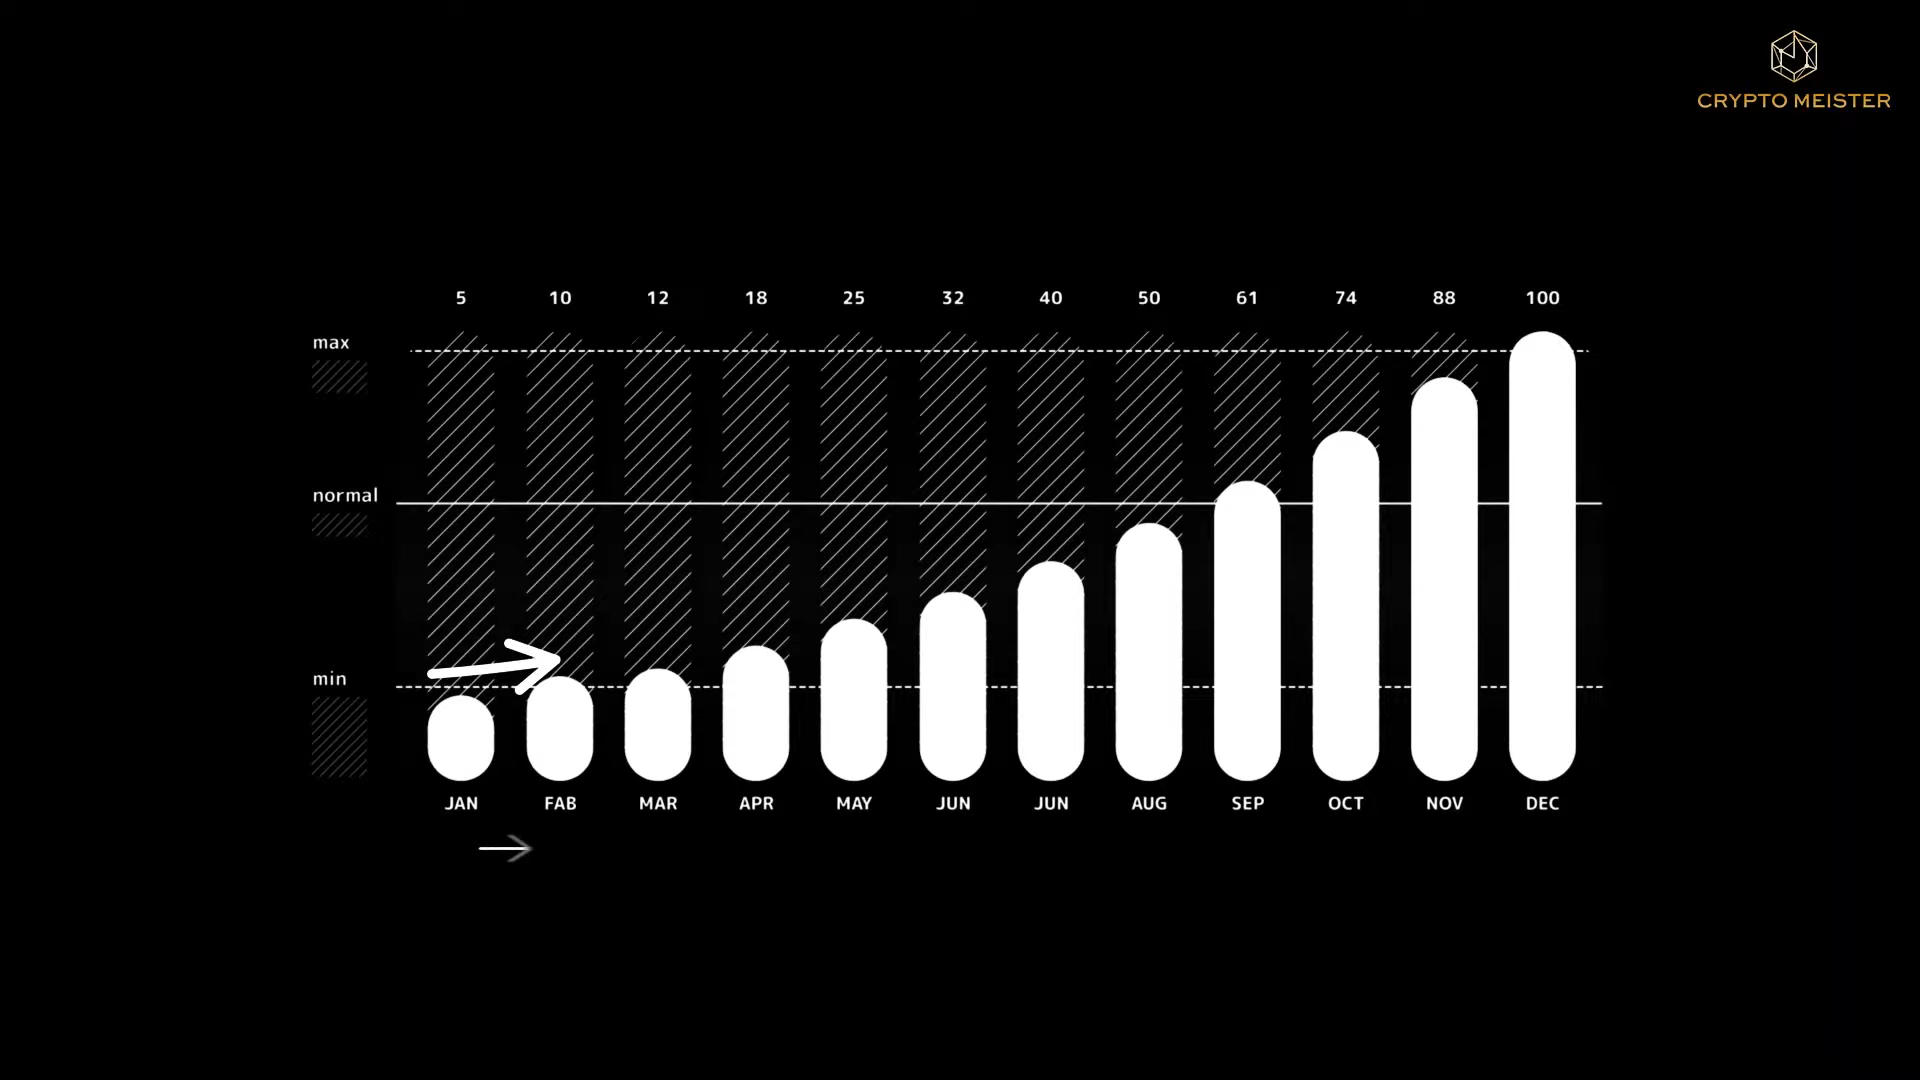 CRYPTO MEISTER
5 10 12 18 25 32 40 50 61 74 88 100
max
normal
min
JAN FAB MAR APR MAY JUN JUN AUG SEP OCT NOV DEC